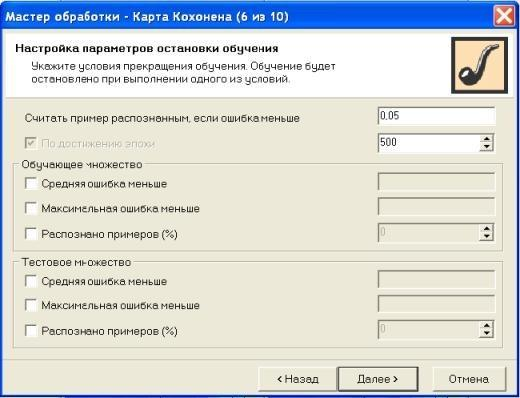 Мастер обработки - Карта Кохонена (6 из 10)
Настройка параметров остановки обучения
Укажите условия прекращения обучения. Обучение будет
остановлено при выполнении одного из условий.
Считать пример распознанным, если ошибка меньше 0.05
По достижению эпохи 500
Обучающее множество
Средняя ошибка меньше
Максимальная ошибка меньше
Распознано примеров (%) 0
Тестовое множество
Средняя ошибка меньше
Максимальная ошибка меньше
Распознано примеров (%) 0
< Назад Далее > Отмена